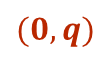 (0, q)